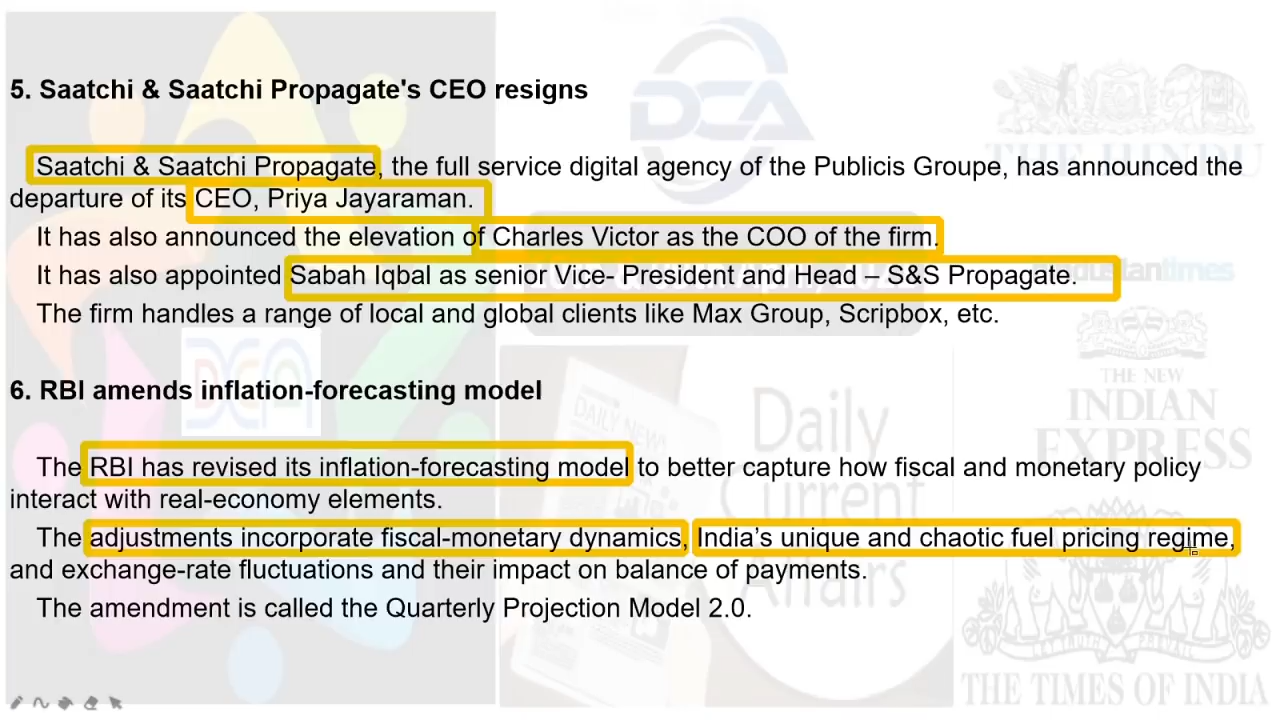 5. Saatchi & Saatchi Propagate's CEO resigns
Saatchi & Saatchi Propagate, the full service digital agency of the Publicis Groupe, has announced the
departure of its CEO, Priya Jayaraman.
It has also announced the elevation of Charles Victor as the COO of the firm.
It has also appointed Sabah Iqbal as senior Vice- President and Head – S&S Propagate.
The firm handles a range of local and global clients like Max Group, Scripbox, etc.
6. RBI amends inflation-forecasting model
The RBI has revised its inflation-forecasting model to better capture how fiscal and monetary policy
interact with real-economy elements.
The adjustments incorporate fiscal-monetary dynamics, India’s unique and chaotic fuel pricing regime,
and exchange-rate fluctuations and their impact on balance of payments.
The amendment is called the Quarterly Projection Model 2.0.
DCA
THE HINDU
hindustantimes
DCA
DAILY NEWS
Daily
Current
Affairs
THE NEW
INDIAN
EXPRESS
THE TIMES OF INDIA